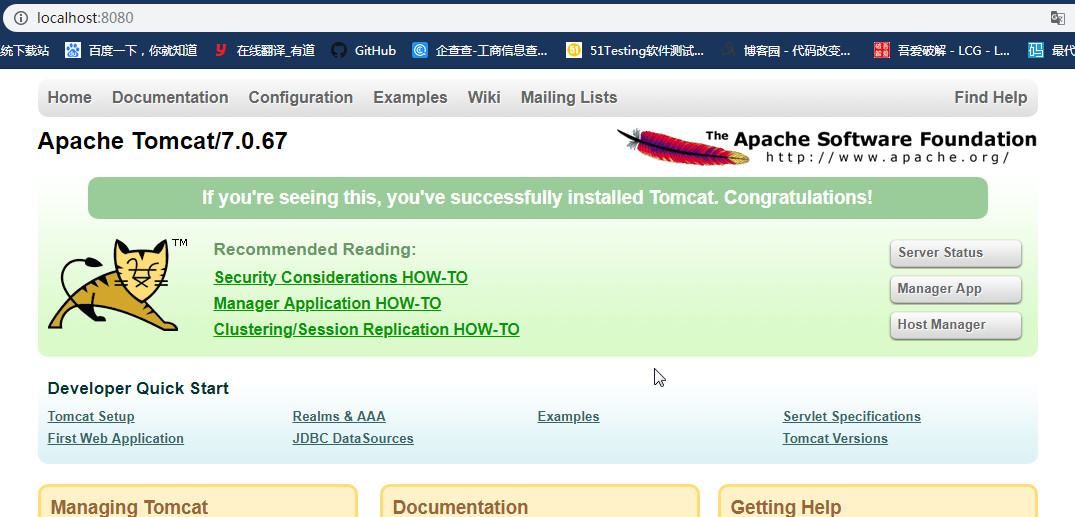 localhost:8080
统下载站 百度一下，你就知道 在线翻译_有道 GitHub 企查查-工商信息查... 51Testing软件测试... 博客园 - 代码改变... 吾爱破解 - LCG - L... 最代
Home Documentation Configuration Examples Wiki Mailing Lists Find Help
Apache Tomcat/7.0.67
The Apache Software Foundation
http://www.apache.org/
If you're seeing this, you've successfully installed Tomcat. Congratulations!
TM
Recommended Reading:
Security Considerations HOW-TO
Manager Application HOW-TO
Clustering/Session Replication HOW-TO
Server Status
Manager App
Host Manager
Developer Quick Start
Tomcat Setup Realms & AAA Examples Servlet Specifications
First Web Application JDBC DataSources Tomcat Versions
Managing Tomcat Documentation Getting Help